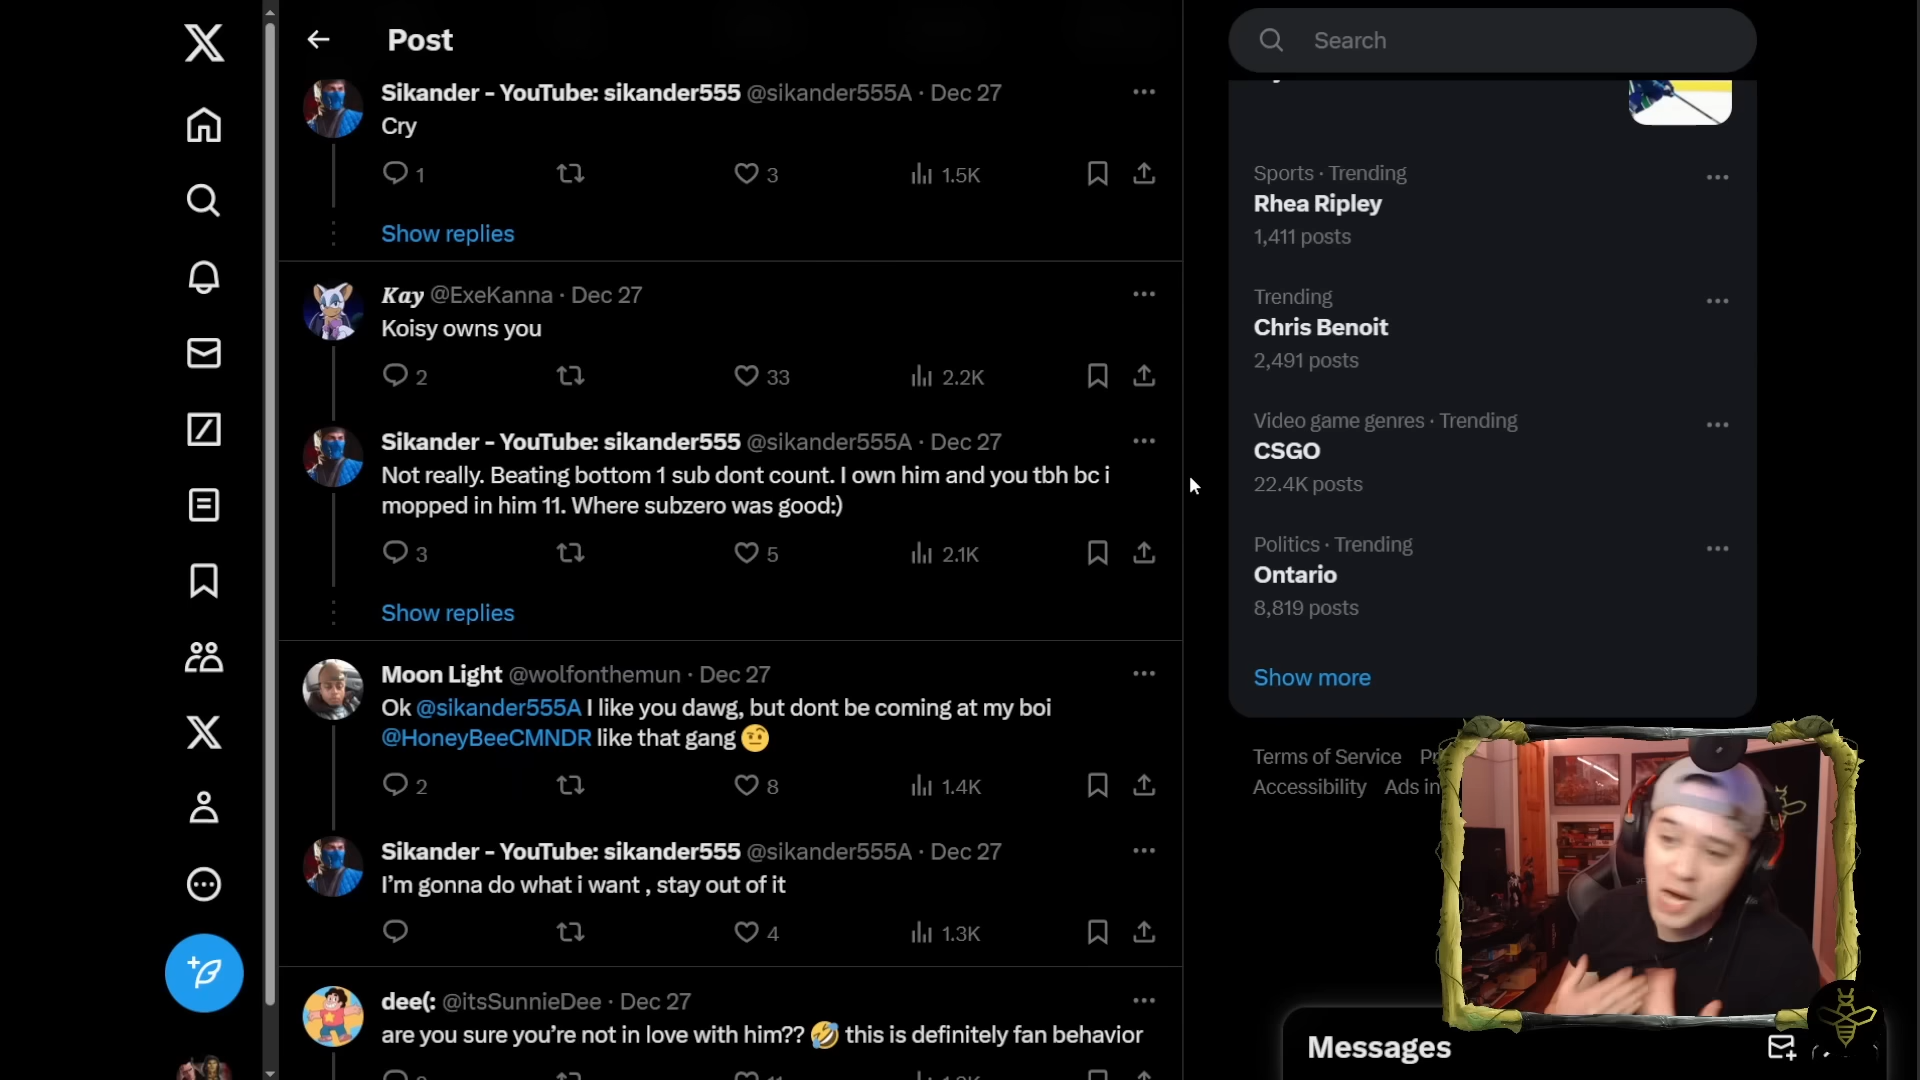 Post
Search
Sikander - YouTube: sikander555 @sikander555A · Dec 27
Cry
1
3
1.5K
Show replies
Kay @ExeKanna · Dec 27
Koisy owns you
2
33
2.2K
Sikander - YouTube: sikander555 @sikander555A · Dec 27
Not really. Beating bottom 1 sub dont count. I own him and you tbh bc i
mopped in him 11. Where subzero was good:)
3
5
2.1K
Show replies
Moon Light @wolfonthemun · Dec 27
Ok @sikander555A I like you dawg, but dont be coming at my boi
@HoneyBeeCMNDR like that gang 🤨
2
8
1.4K
Sikander - YouTube: sikander555 @sikander555A · Dec 27
I'm gonna do what i want , stay out of it
4
1.3K
dee(: @itsSunnieDee · Dec 27
are you sure you're not in love with him?? 🤣 this is definitely fan behavior
Sports · Trending
Rhea Ripley
1,411 posts
Trending
Chris Benoit
2,491 posts
Video game genres · Trending
CSGO
22.4K posts
Politics · Trending
Ontario
8,819 posts
Show more
Terms of Service
Accessibility Ads in
Messages